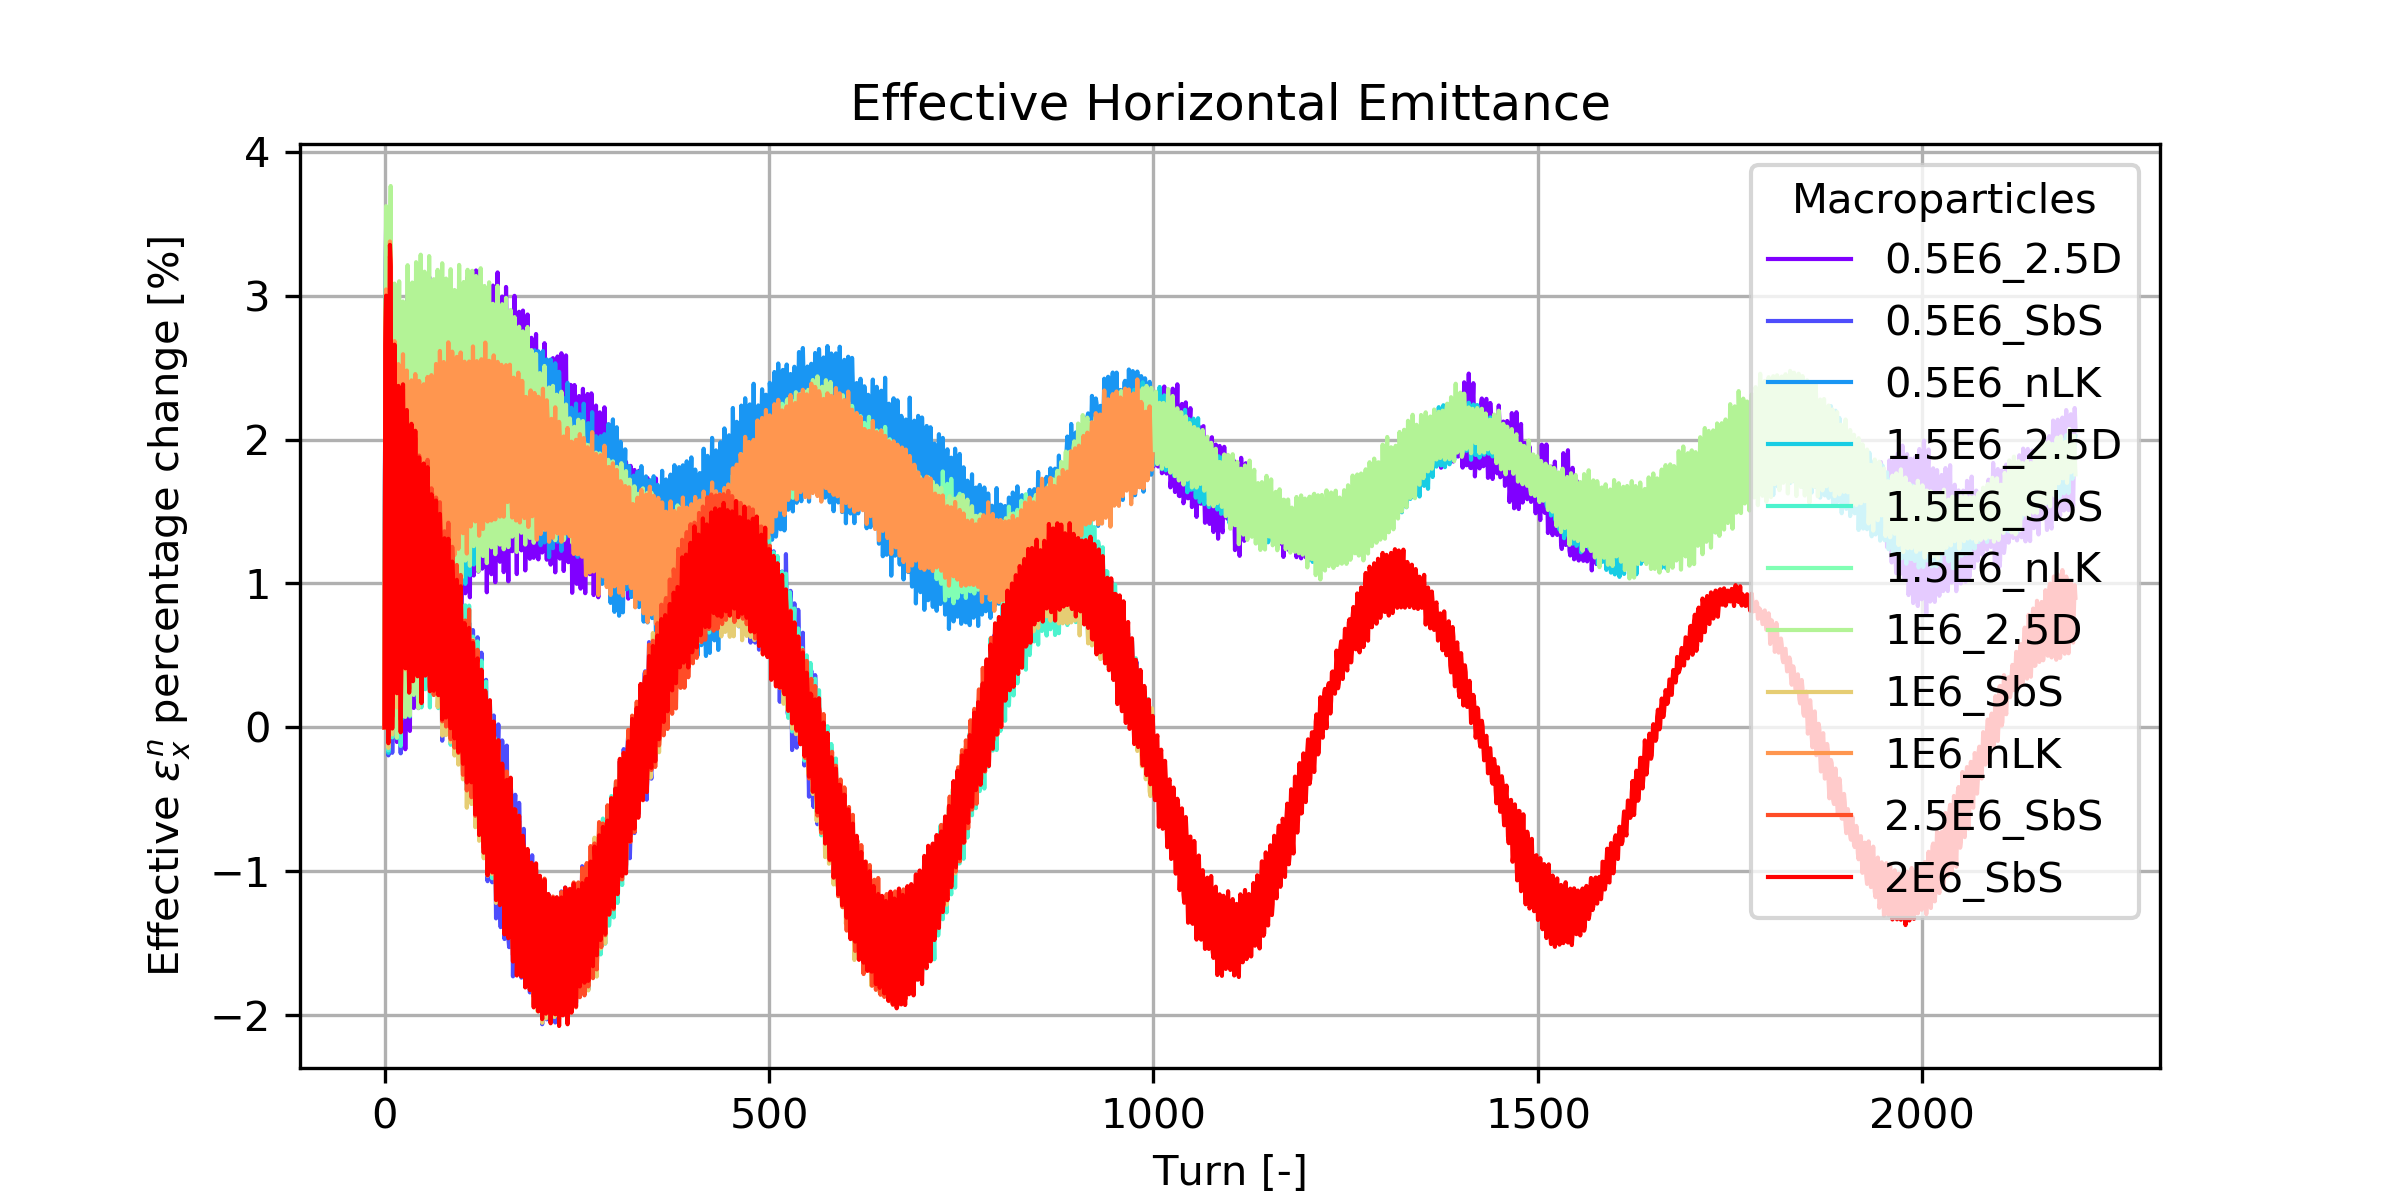 Effective Horizontal Emittance
Effective εₓⁿ percentage change [%]
4
3
2
1
0
−1
−2
0 500 1000 1500 2000
Turn [-]
Macroparticles
0.5E6_2.5D
0.5E6_SbS
0.5E6_nLK
1.5E6_2.5D
1.5E6_SbS
1.5E6_nLK
1E6_2.5D
1E6_SbS
1E6_nLK
2.5E6_SbS
2E6_SbS